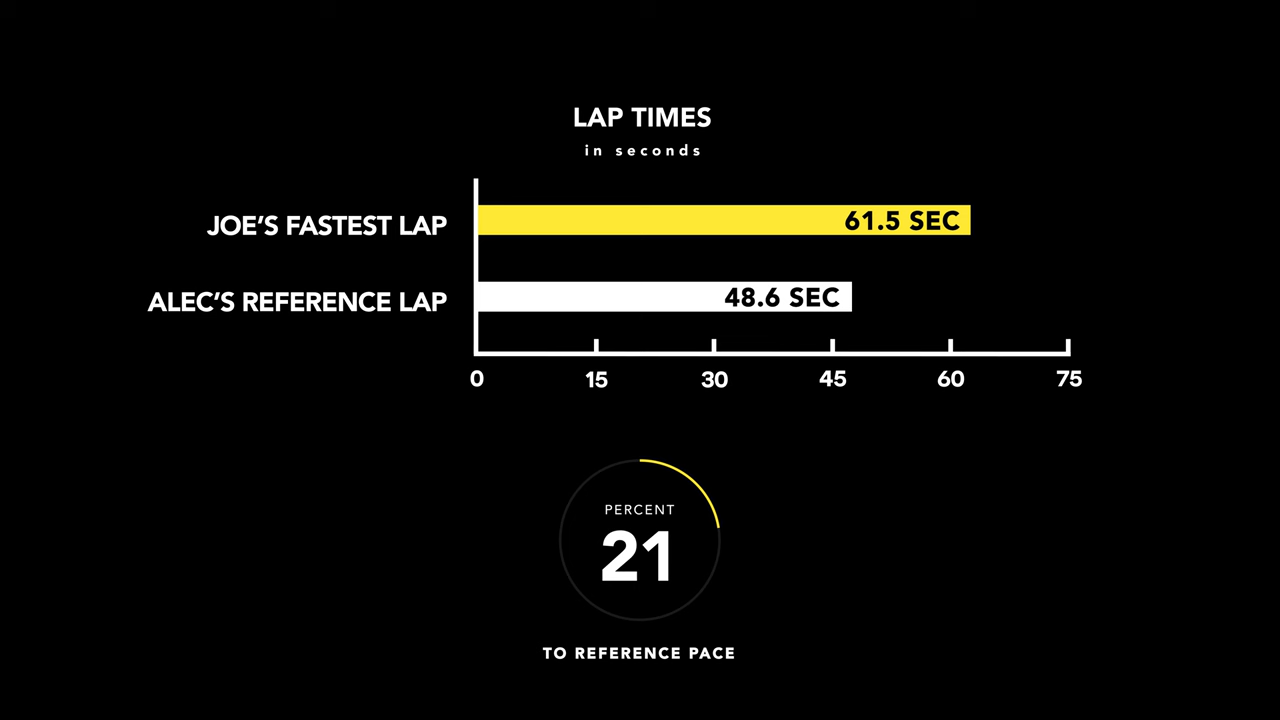 LAP TIMES
in seconds
JOE’S FASTEST LAP
61.5 SEC
ALEC’S REFERENCE LAP
48.6 SEC
0 15 30 45 60 75
PERCENT
21
TO REFERENCE PACE